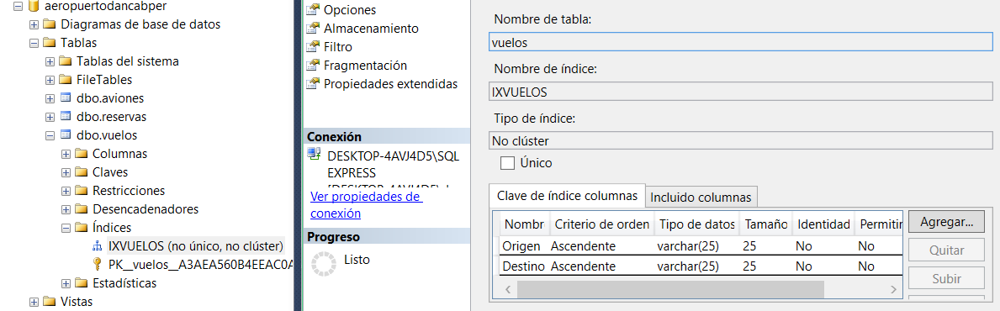 aeropuertodancabper
Diagramas de base de datos
Tablas
Tablas del sistema
FileTables
dbo.aviones
dbo.reservas
dbo.vuelos
Columnas
Claves
Restricciones
Desencadenadores
Índices
IXVUELOS (no único, no clúster)
PK__vuelos__A3AEA560B4EEAC0A
Estadísticas
Vistas
Opciones
Almacenamiento
Filtro
Fragmentación
Propiedades extendidas
Conexión
DESKTOP-4AVJ4D5\SQL
EXPRESS
Ver propiedades de
conexión
Progreso
Listo
Nombre de tabla:
vuelos
Nombre de índice:
IXVUELOS
Tipo de índice:
No clúster
Único
Clave de índice columnas Incluido columnas
Nombr Criterio de orden Tipo de datos Tamaño Identidad Permitir
Origen Ascendente varchar(25) 25 No No
Destino Ascendente varchar(25) 25 No No
Agregar...
Quitar
Subir